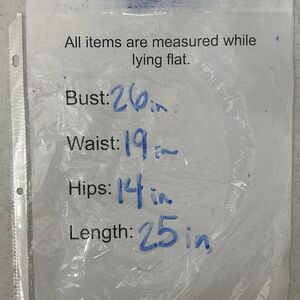 All items are measured while
lying flat.
Bust: 26 in
Waist: 19 in
Hips: 14 in
Length: 25 in